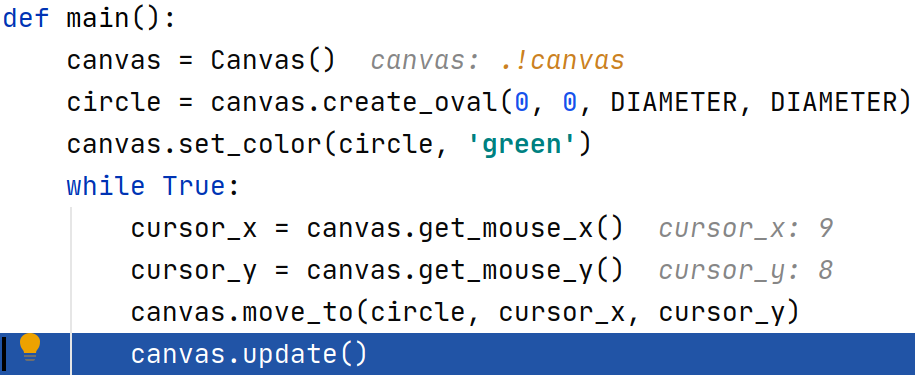 def main():
    canvas = Canvas()  canvas: .!canvas
    circle = canvas.create_oval(0, 0, DIAMETER, DIAMETER)
    canvas.set_color(circle, 'green')
    while True:
        cursor_x = canvas.get_mouse_x()  cursor_x: 9
        cursor_y = canvas.get_mouse_y()  cursor_y: 8
        canvas.move_to(circle, cursor_x, cursor_y)
        canvas.update()